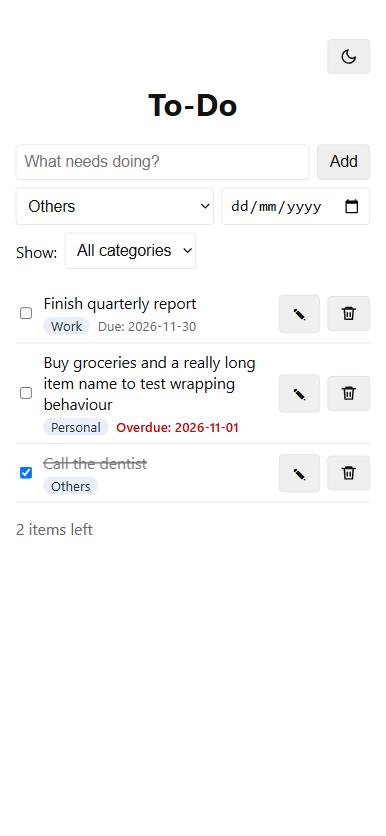 To-Do
What needs doing?
Add
Others
dd/mm/yyyy
Show:
All categories
Finish quarterly report
Work
Due: 2026-11-30
Buy groceries and a really long
item name to test wrapping
behaviour
Personal
Overdue: 2026-11-01
Call the dentist
Others
2 items left